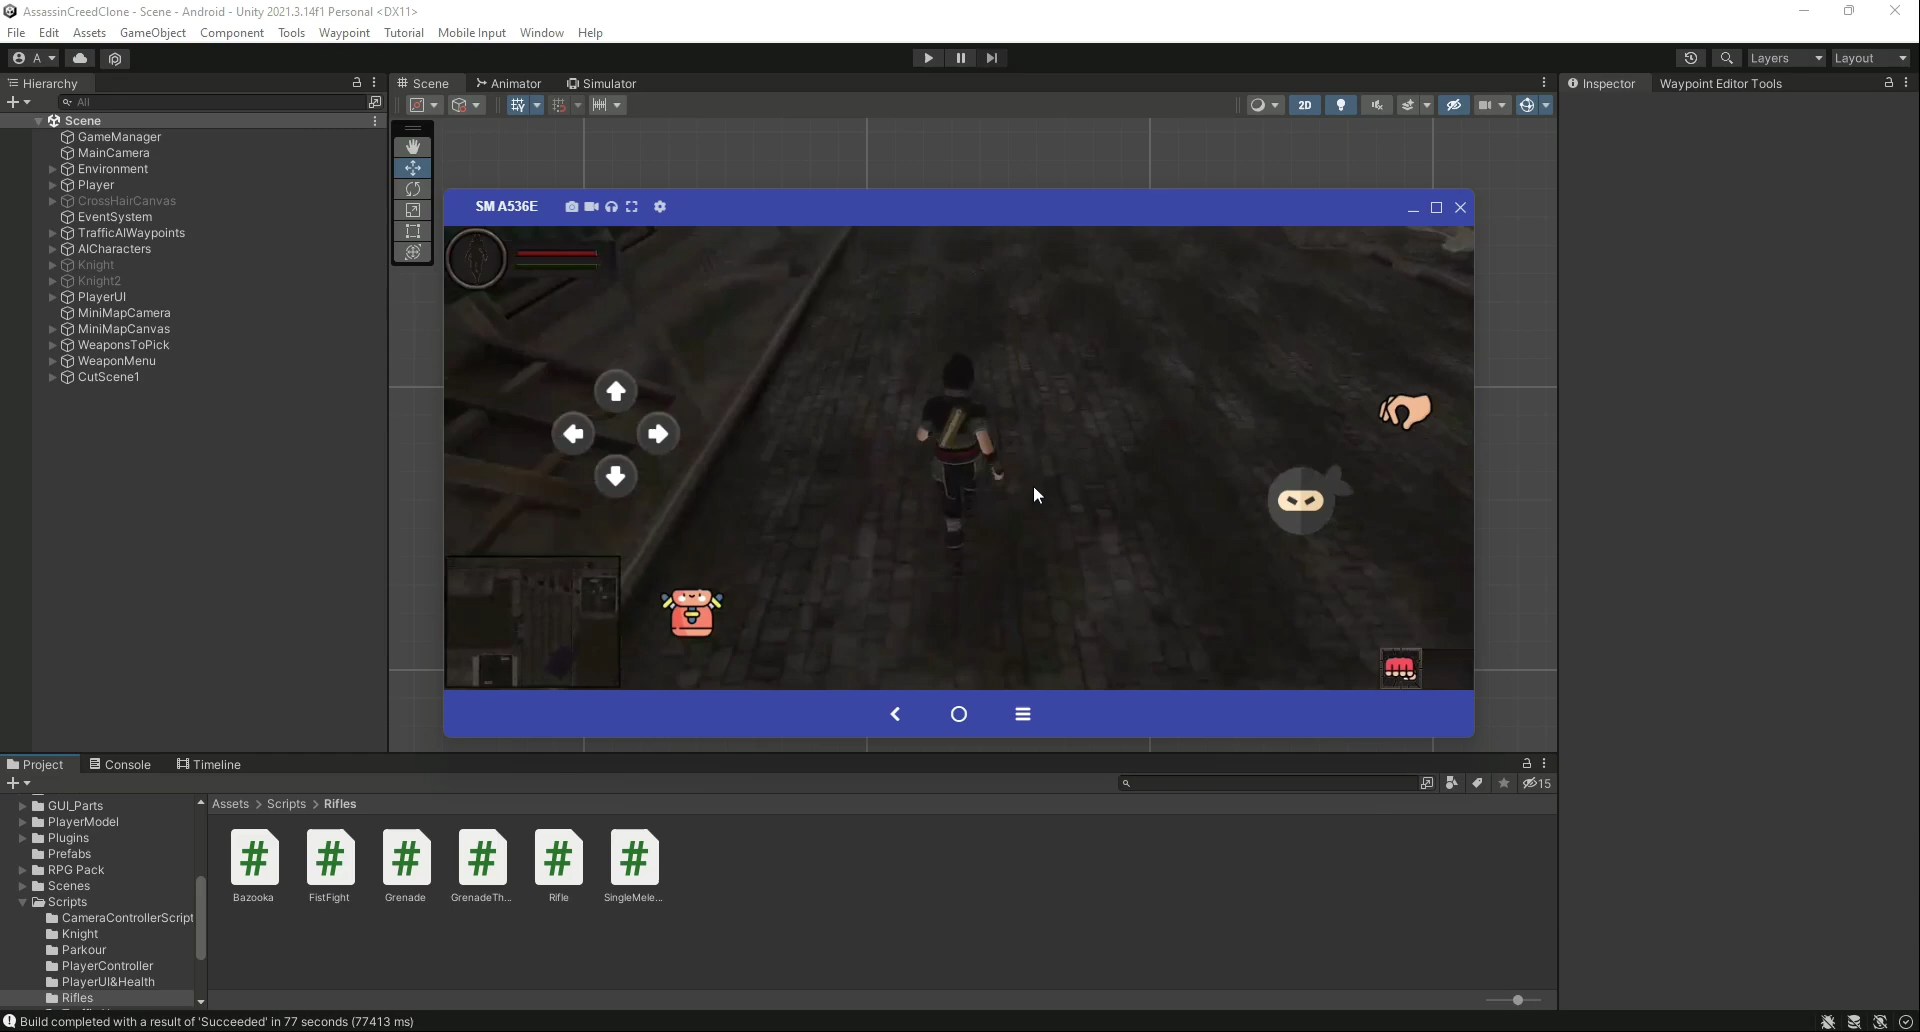 AssassinCreedClone - Scene - Android - Unity 2021.3.14f1 Personal <DX11>
File Edit Assets GameObject Component Tools Jobs Waypoint Tutorial Mobile Input Window Help
A Layers Layout
Hierarchy Scene Animator Simulator Inspector Waypoint Editor Tools
All 2D
Scene
GameManager
MainCamera
Environment
Player
CrossHairCanvas
EventSystem
TrafficAIWaypoints
AICharacters
Knight
Knight2
PlayerUI
MiniMapCamera
MiniMapCanvas
WeaponsToPick
WeaponMenu
CutScene1
SM A536E
Project Console Timeline
15
GUI_Parts
PlayerModel
Plugins
Prefabs
RPG Pack
Scenes
Scripts
CameraControllerScript
Knight
Parkour
PlayerController
PlayerUI&Health
Rifles
Assets > Scripts > Rifles
Bazooka FistFight Grenade GrenadeTh... Rifle SingleMele...
Build completed with a result of 'Succeeded' in 77 seconds (77413 ms)